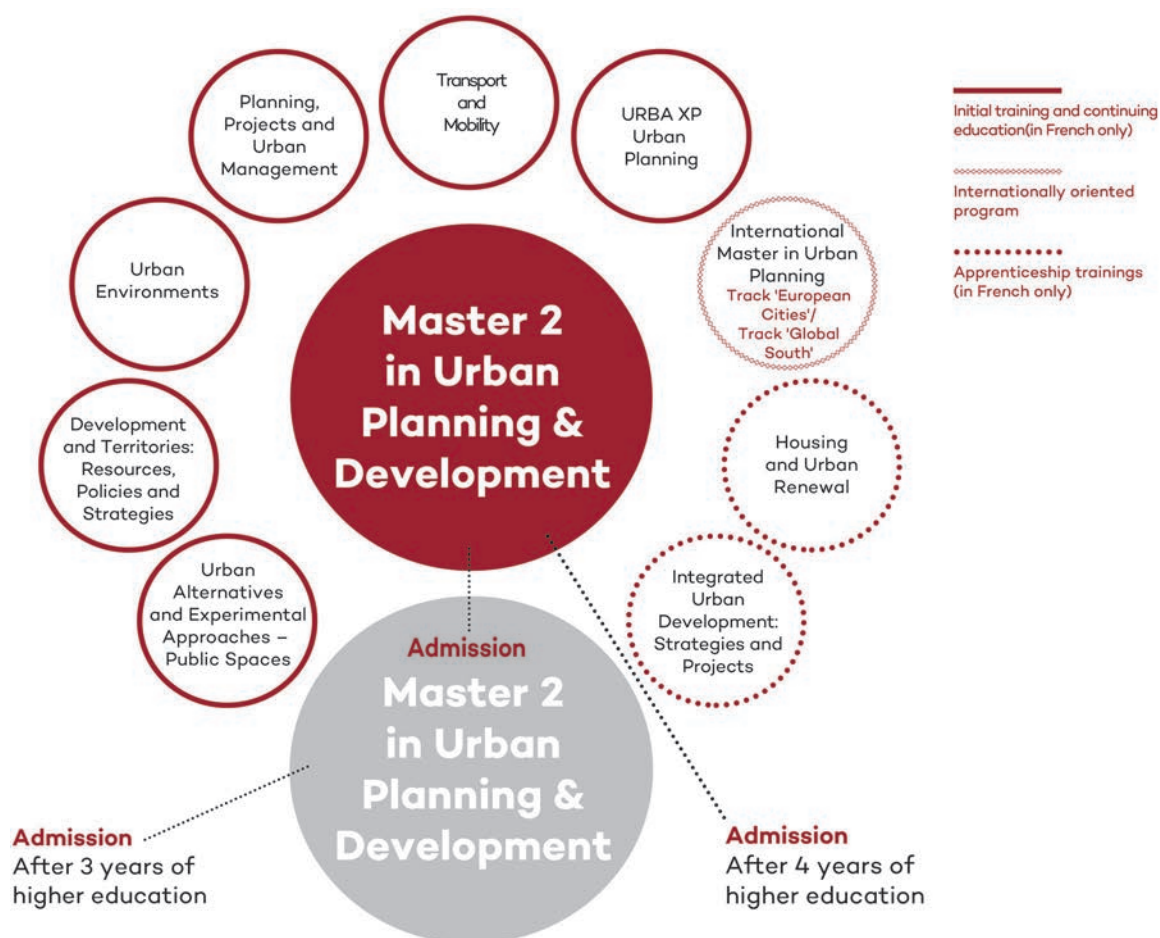 Transport
and
Mobility
Planning,
Projects and
Urban
Management
URBA XP
Urban
Planning
Initial training and continuing
education(in French only)
Internationally oriented
program
Apprenticeship trainings
(in French only)
Urban
Environments
International
Master in Urban
Planning
Track 'European
Cities'/
Track 'Global
South'
Master 2
in Urban
Planning &
Development
Development
and Territories:
Resources,
Policies and
Strategies
Housing
and Urban
Renewal
Urban
Alternatives
and Experimental
Approaches –
Public Spaces
Integrated
Urban
Development:
Strategies and
Projects
Admission
Master 2
in Urban
Planning &
Development
Admission
After 3 years of
higher education
Admission
After 4 years of
higher education